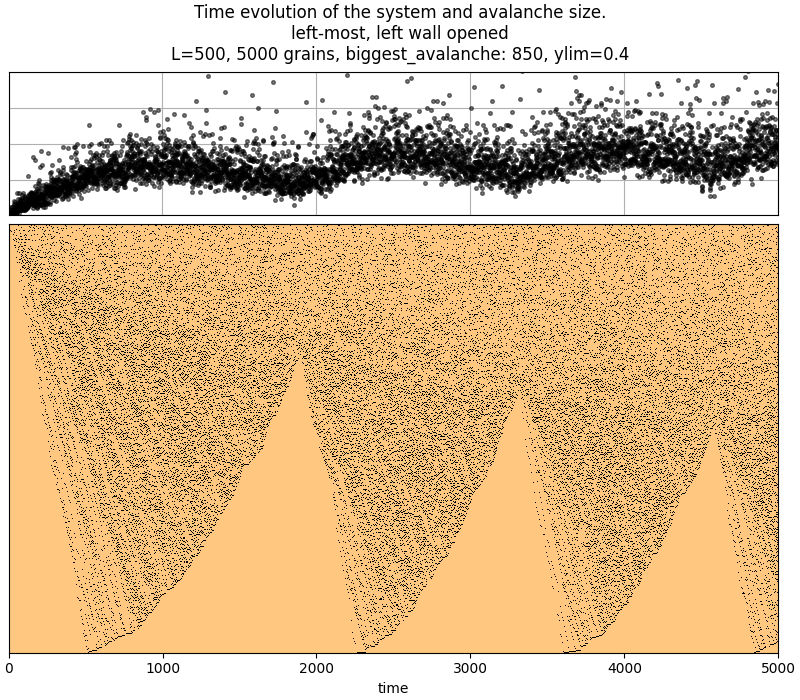 Time evolution of the system and avalanche size.
left-most, left wall opened
L=500, 5000 grains, biggest_avalanche: 850, ylim=0.4
0 1000 2000 3000 4000 5000
time